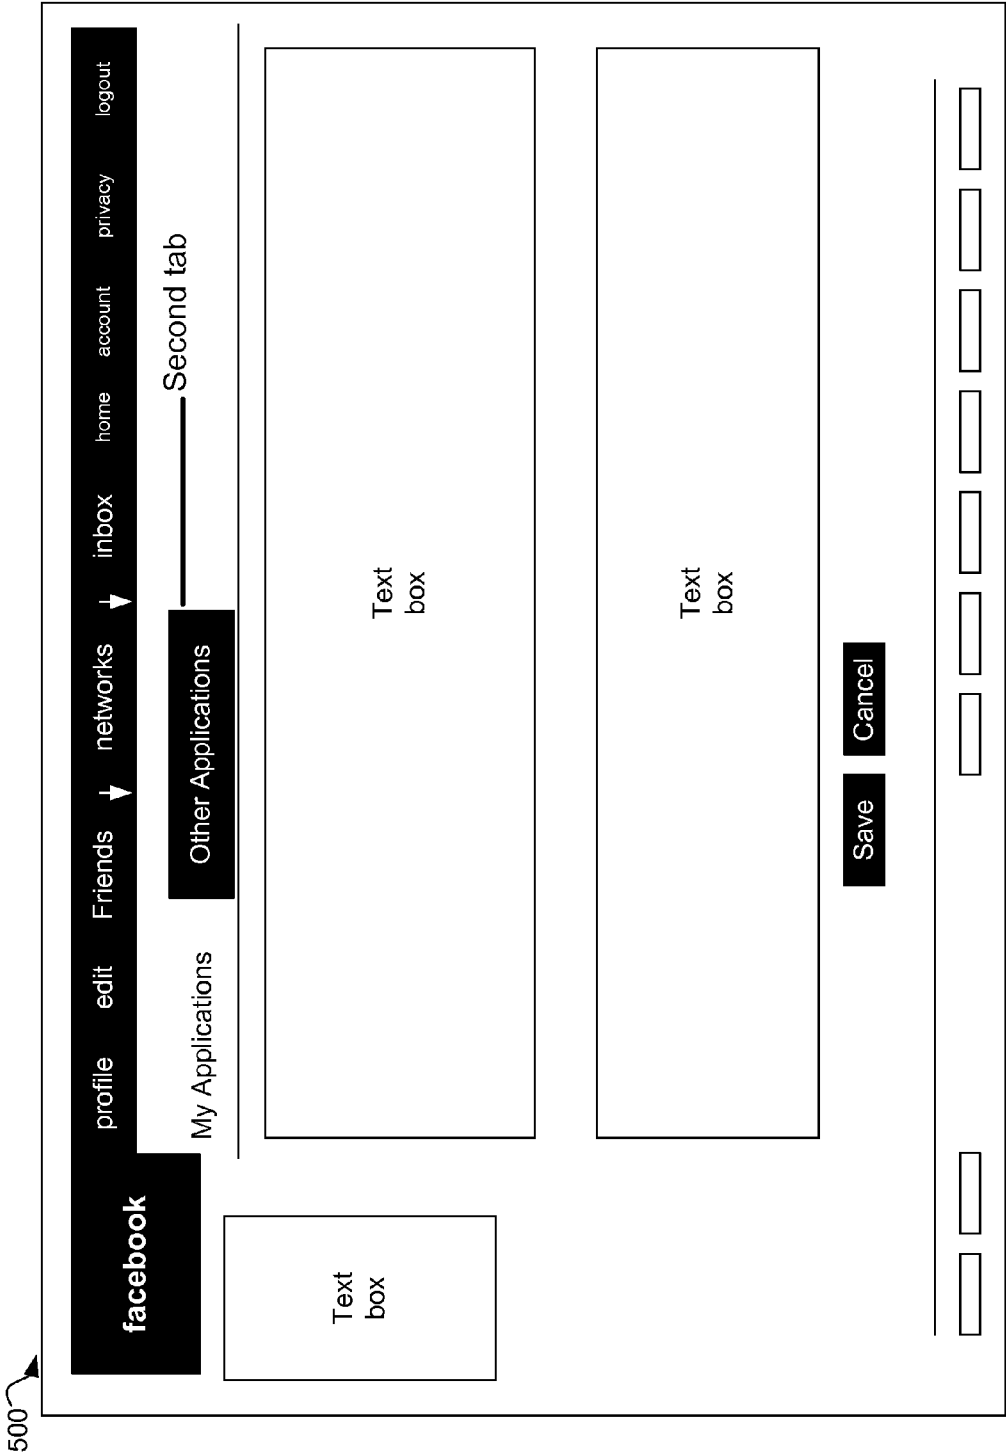 500
facebook
profile edit Friends networks inbox home account privacy logout
My Applications
Other Applications
Second tab
Text
box
Text
box
Text
box
Save
Cancel